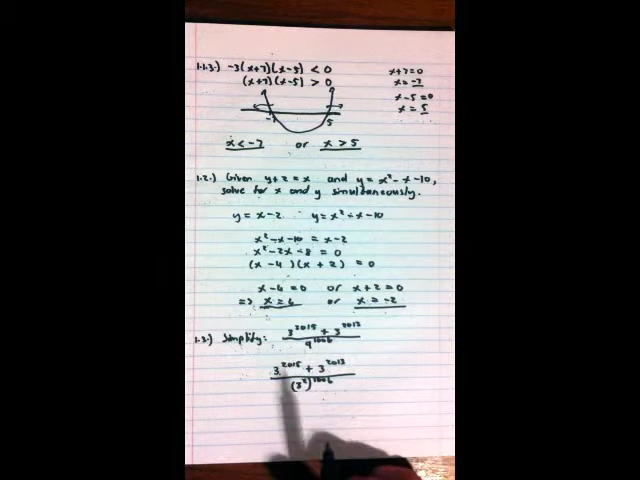 1.1.3.) -3(x+7)(x-5) < 0
(x+7)(x-5) > 0
x+7=0
x = -7
x-5=0
x = 5
-7 5
x < -7 or x > 5
1.2.) Given y+2 = x and y = x² - x - 10,
solve for x and y simultaneously.
y = x-2 y = x² - x - 10
x² - x - 10 = x-2
x² - 2x - 8 = 0
(x - 4)(x + 2) = 0
x - 4 = 0 or x+2 = 0
=> x = 4 or x = -2
1.3.) Simplify: (3^2015 + 3^2013) / 9^1006
(3^2015 + 3^2013) / (3²)^1006